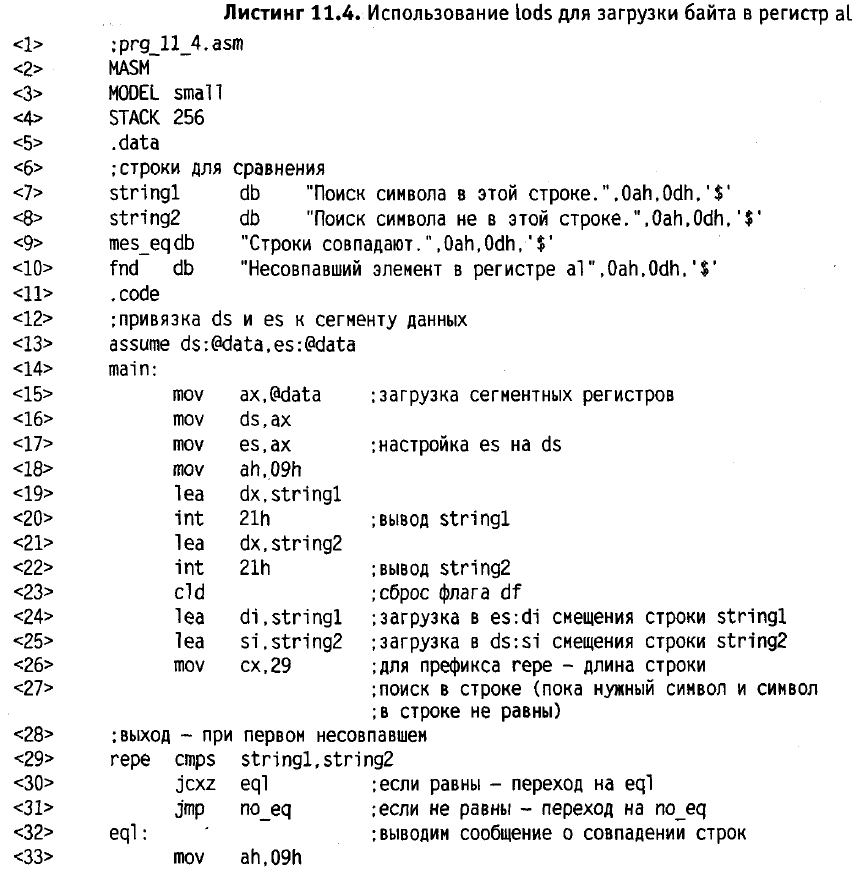 Листинг 11.4. Использование lods для загрузки байта в регистр al
<1> ;prg_11_4.asm
<2> MASM
<3> MODEL small
<4> STACK 256
<5> .data
<6> ;строки для сравнения
<7> string1 db "Поиск символа в этой строке.",0ah,0dh,'$'
<8> string2 db "Поиск символа не в этой строке.",0ah,0dh,'$'
<9> mes_eqdb "Строки совпадают.",0ah,0dh,'$'
<10> fnd db "Несовпавший элемент в регистре al",0ah,0dh,'$'
<11> .code
<12> ;привязка ds и es к сегменту данных
<13> assume ds:@data,es:@data
<14> main:
<15> mov ax,@data ;загрузка сегментных регистров
<16> mov ds,ax
<17> mov es,ax ;настройка es на ds
<18> mov ah,09h
<19> lea dx,string1
<20> int 21h ;вывод string1
<21> lea dx,string2
<22> int 21h ;вывод string2
<23> cld ;сброс флага df
<24> lea di,string1 ;загрузка в es:di смещения строки string1
<25> lea si,string2 ;загрузка в ds:si смещения строки string2
<26> mov cx,29 ;для префикса repe – длина строки
<27> ;поиск в строке (пока нужный символ и символ
;в строке не равны)
<28> ;выход – при первом несовпавшем
<29> repe cmps string1,string2
<30> jcxz eql ;если равны – переход на eql
<31> jmp no_eq ;если не равны – переход на no_eq
<32> eql: ;выводим сообщение о совпадении строк
<33> mov ah,09h